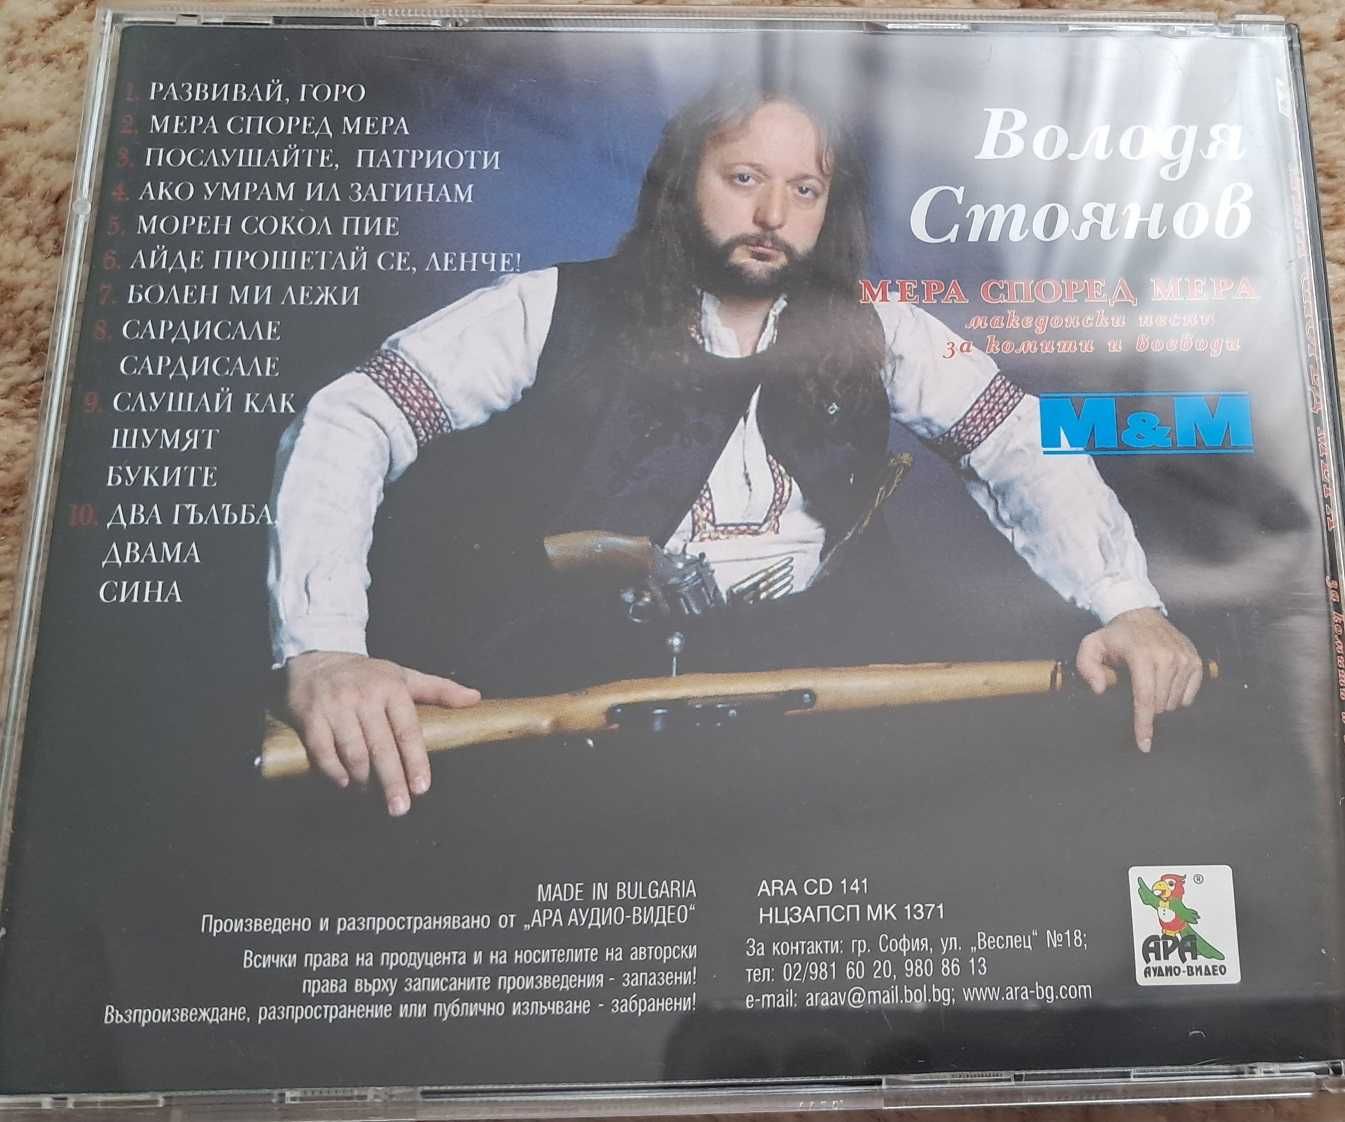 1. РАЗВИВАЙ, ГОРО
2. МЕРА СПОРЕД МЕРА
3. ПОСЛУШАЙТЕ, ПАТРИОТИ
4. АКО УМРАМ ИЛ ЗАГИНАМ
5. МОРЕН СОКОЛ ПИЕ
6. АЙДЕ ПРОШЕТАЙ СЕ, ЛЕНЧЕ!
7. БОЛЕН МИ ЛЕЖИ
8. САРДИСАЛЕ
САРДИСАЛЕ
9. СЛУШАЙ КАК
ШУМЯТ
БУКИТЕ
10. ДВА ГЪЛЪБА,
ДВАМА
СИНА
Володя
Стоянов
МЕРА СПОРЕД МЕРА
македонски песни
за комити и войводи
M&M
MADE IN BULGARIA
Произведено и разпространявано от „АРА АУДИО-ВИДЕО“
Всички права на продуцента и на носителите на авторски
права върху записаните произведения - запазени!
Възпроизвеждане, разпространение или публично излъчване - забранени!
ARA CD 141
НЦЗАПСП МК 1371
За контакти: гр. София, ул. „Веслец“ №18;
тел: 02/981 60 20, 980 86 13
e-mail: araav@mail.bol.bg; www.ara-bg.com
®
АРА
АУДИО-ВИДЕО